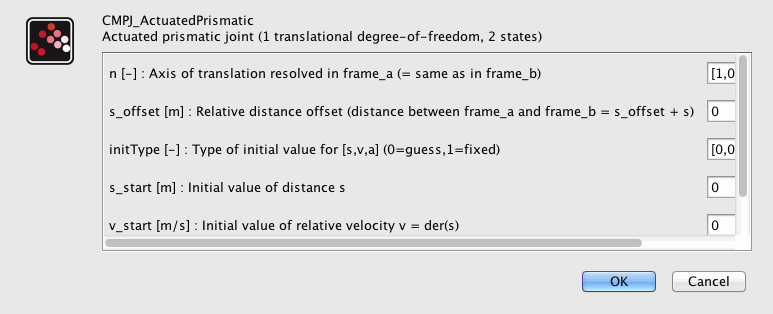 CMPJ_ActuatedPrismatic
Actuated prismatic joint (1 translational degree-of-freedom, 2 states)
n [-] : Axis of translation resolved in frame_a (= same as in frame_b) [1,0
s_offset [m] : Relative distance offset (distance between frame_a and frame_b = s_offset + s) 0
initType [-] : Type of initial value for [s,v,a] (0=guess,1=fixed) [0,0
s_start [m] : Initial value of distance s 0
v_start [m/s] : Initial value of relative velocity v = der(s) 0
OK Cancel